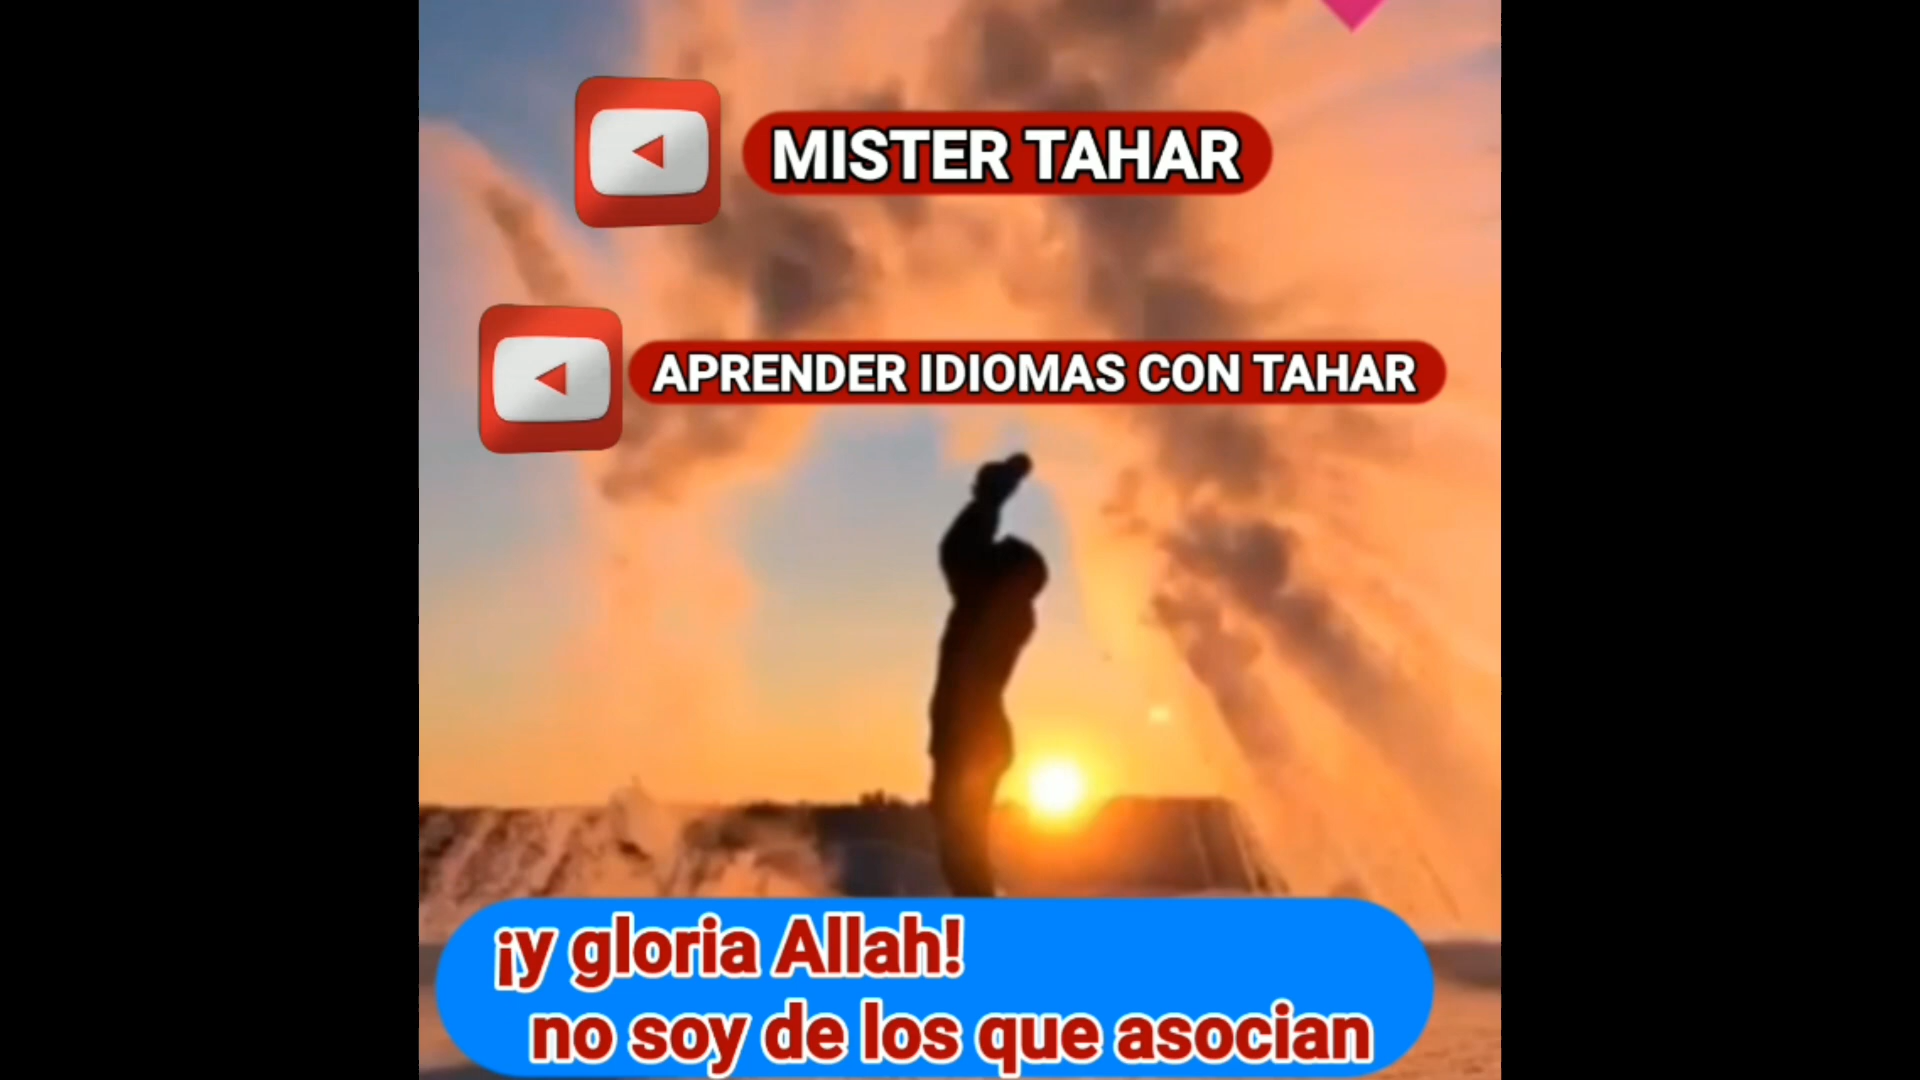 MISTER TAHAR
APRENDER IDIOMAS CON TAHAR
¡y gloria Allah!
no soy de los que asocian